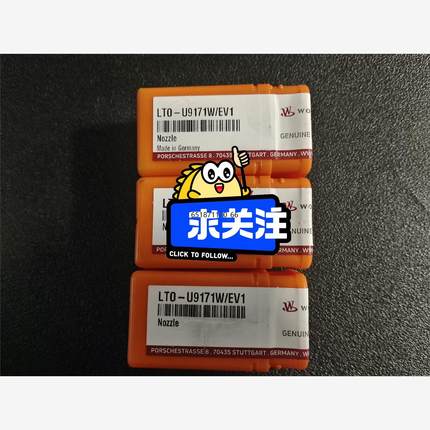 LTO-U9171W/EV1
Nozzle
Made in Germany
GENUINE
PORSCHESTRASSE 8 . 70435 STUTTGART . GERMANY . WW
求关注
CLICK TO FOLLOW...
LTO-U9171W/EV1
Nozzle
GENUIN
PORSCHESTRASSE 8 . 70435 STUTTGART . GERMANY . W